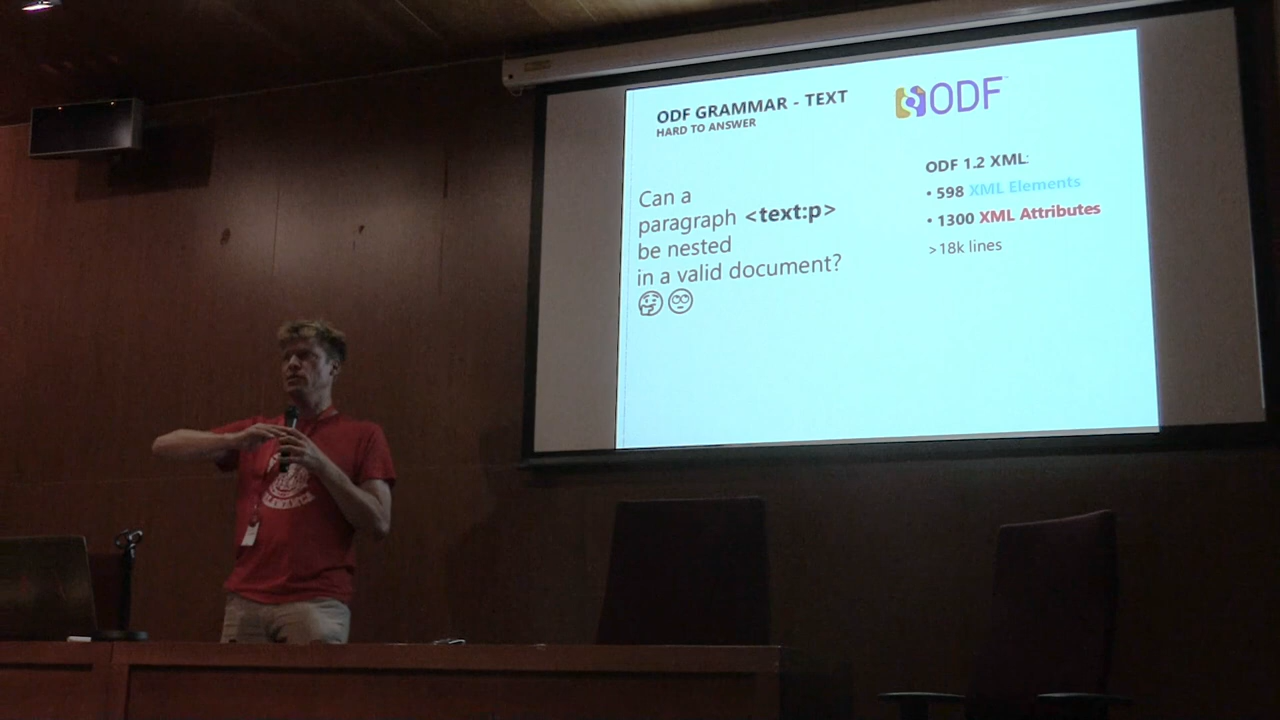 ODF GRAMMAR - TEXT
HARD TO ANSWER
ODF™
Can a
paragraph <text:p>
be nested
in a valid document?
ODF 1.2 XML:
• 598 XML Elements
• 1300 XML Attributes
>18k lines